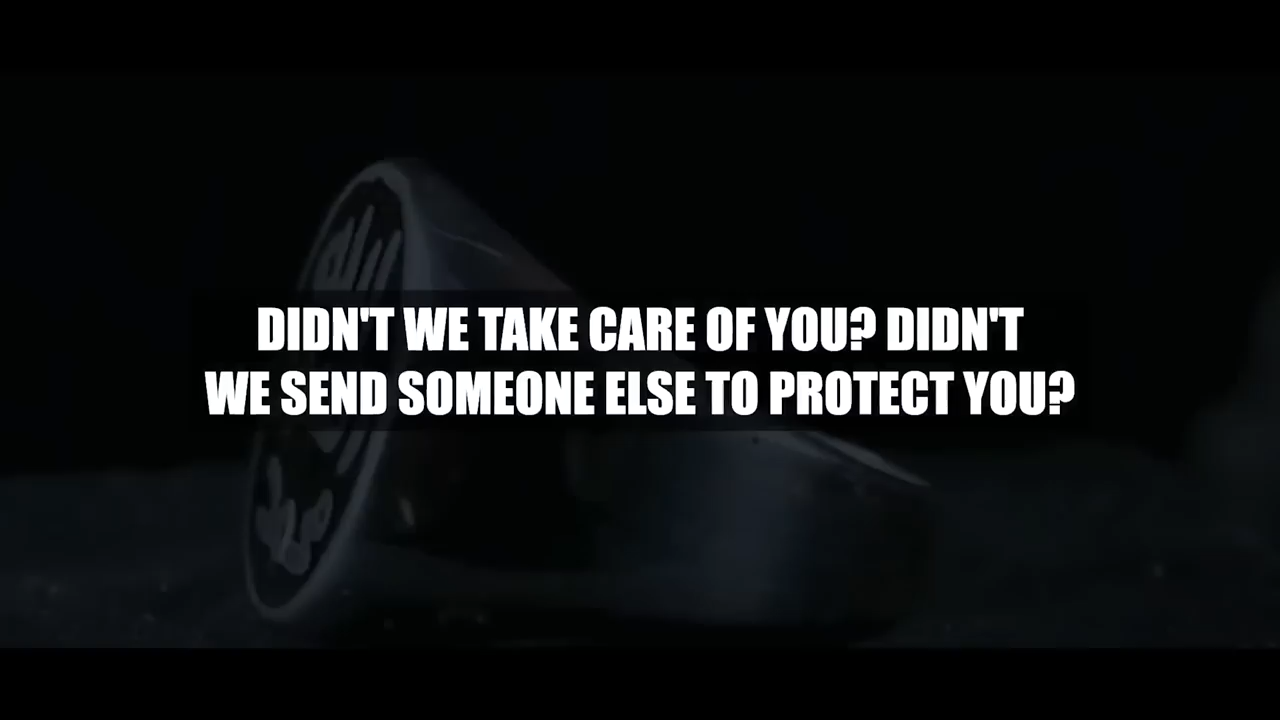 DIDN'T WE TAKE CARE OF YOU? DIDN'T
WE SEND SOMEONE ELSE TO PROTECT YOU?